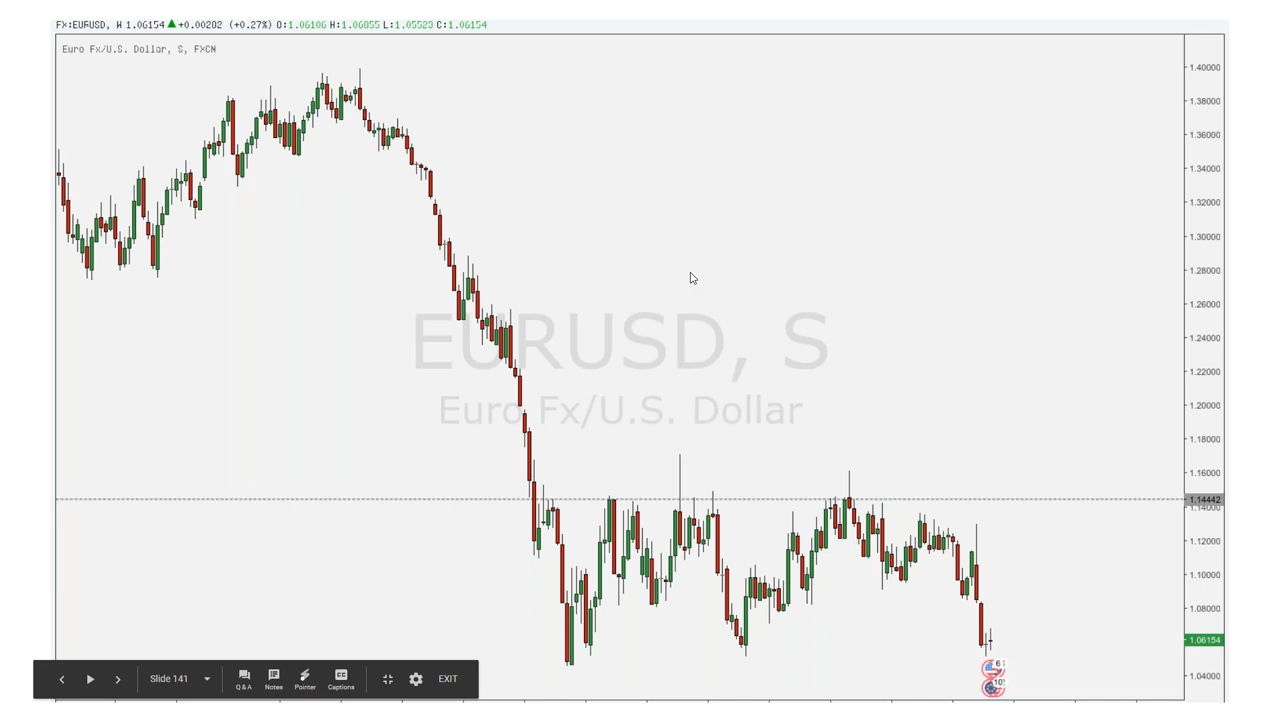 FX:EURUSD, W 1.06154 ▲ +0.00282 (+0.27%) O:1.06106 H:1.06855 L:1.05523 C:1.06154
Euro Fx/U.S. Dollar, S, FXCM
EURUSD, S
Euro Fx/U.S. Dollar
1.40000
1.38000
1.36000
1.34000
1.32000
1.30000
1.28000
1.26000
1.24000
1.22000
1.20000
1.18000
1.16000
1.14442
1.14000
1.12000
1.10000
1.08000
1.06154
1.04000
Slide 141
Q & A
Notes
Pointer
Captions
EXIT